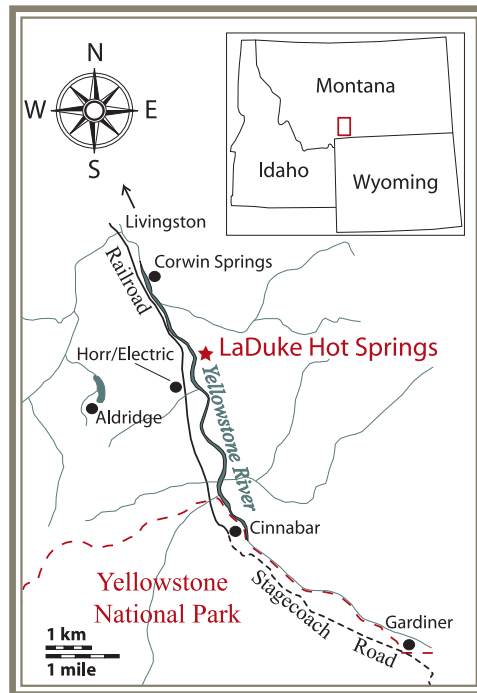 N
W
E
S
Montana
Idaho
Wyoming
Livingston
Railroad
Corwin Springs
LaDuke Hot Springs
Horr/Electric
Yellowstone River
Aldridge
Cinnabar
Yellowstone
National Park
Stagecoach Road
Gardiner
1 km
1 mile